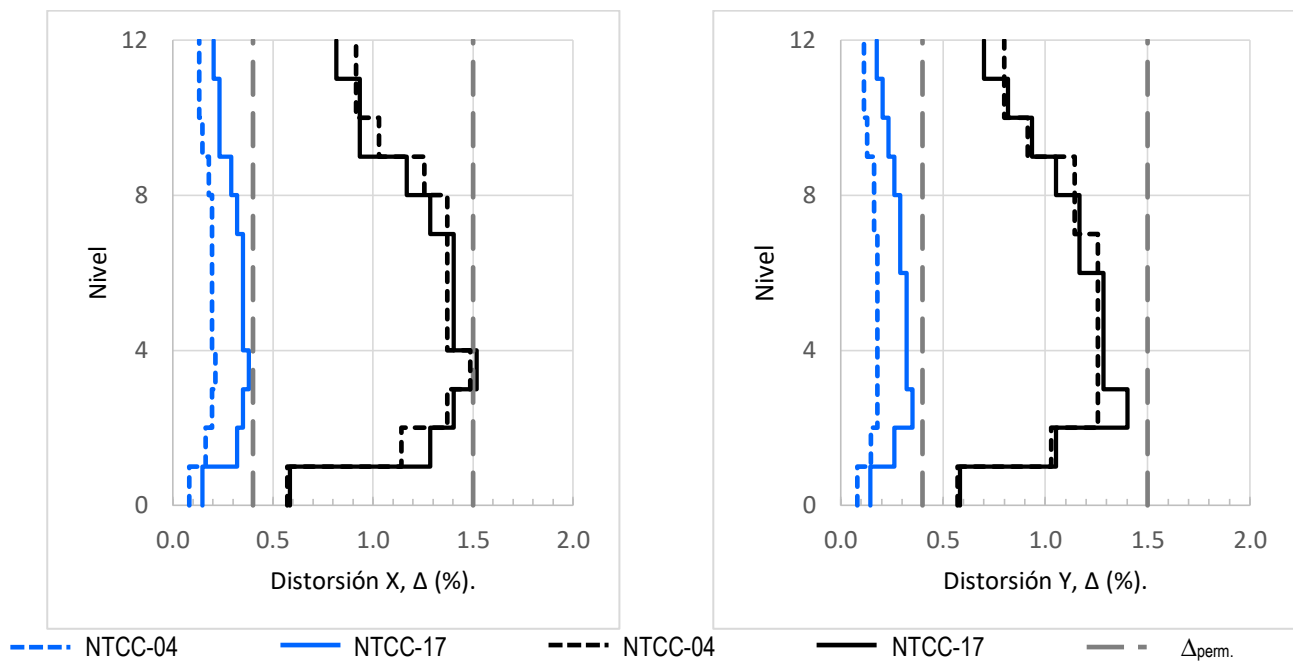 12
8
4
0
Nivel
0.0 0.5 1.0 1.5 2.0
Distorsión X, Δ (%).
12
8
4
0
Nivel
0.0 0.5 1.0 1.5 2.0
Distorsión Y, Δ (%).
NTCC-04 NTCC-17 NTCC-04 NTCC-17 Δperm.